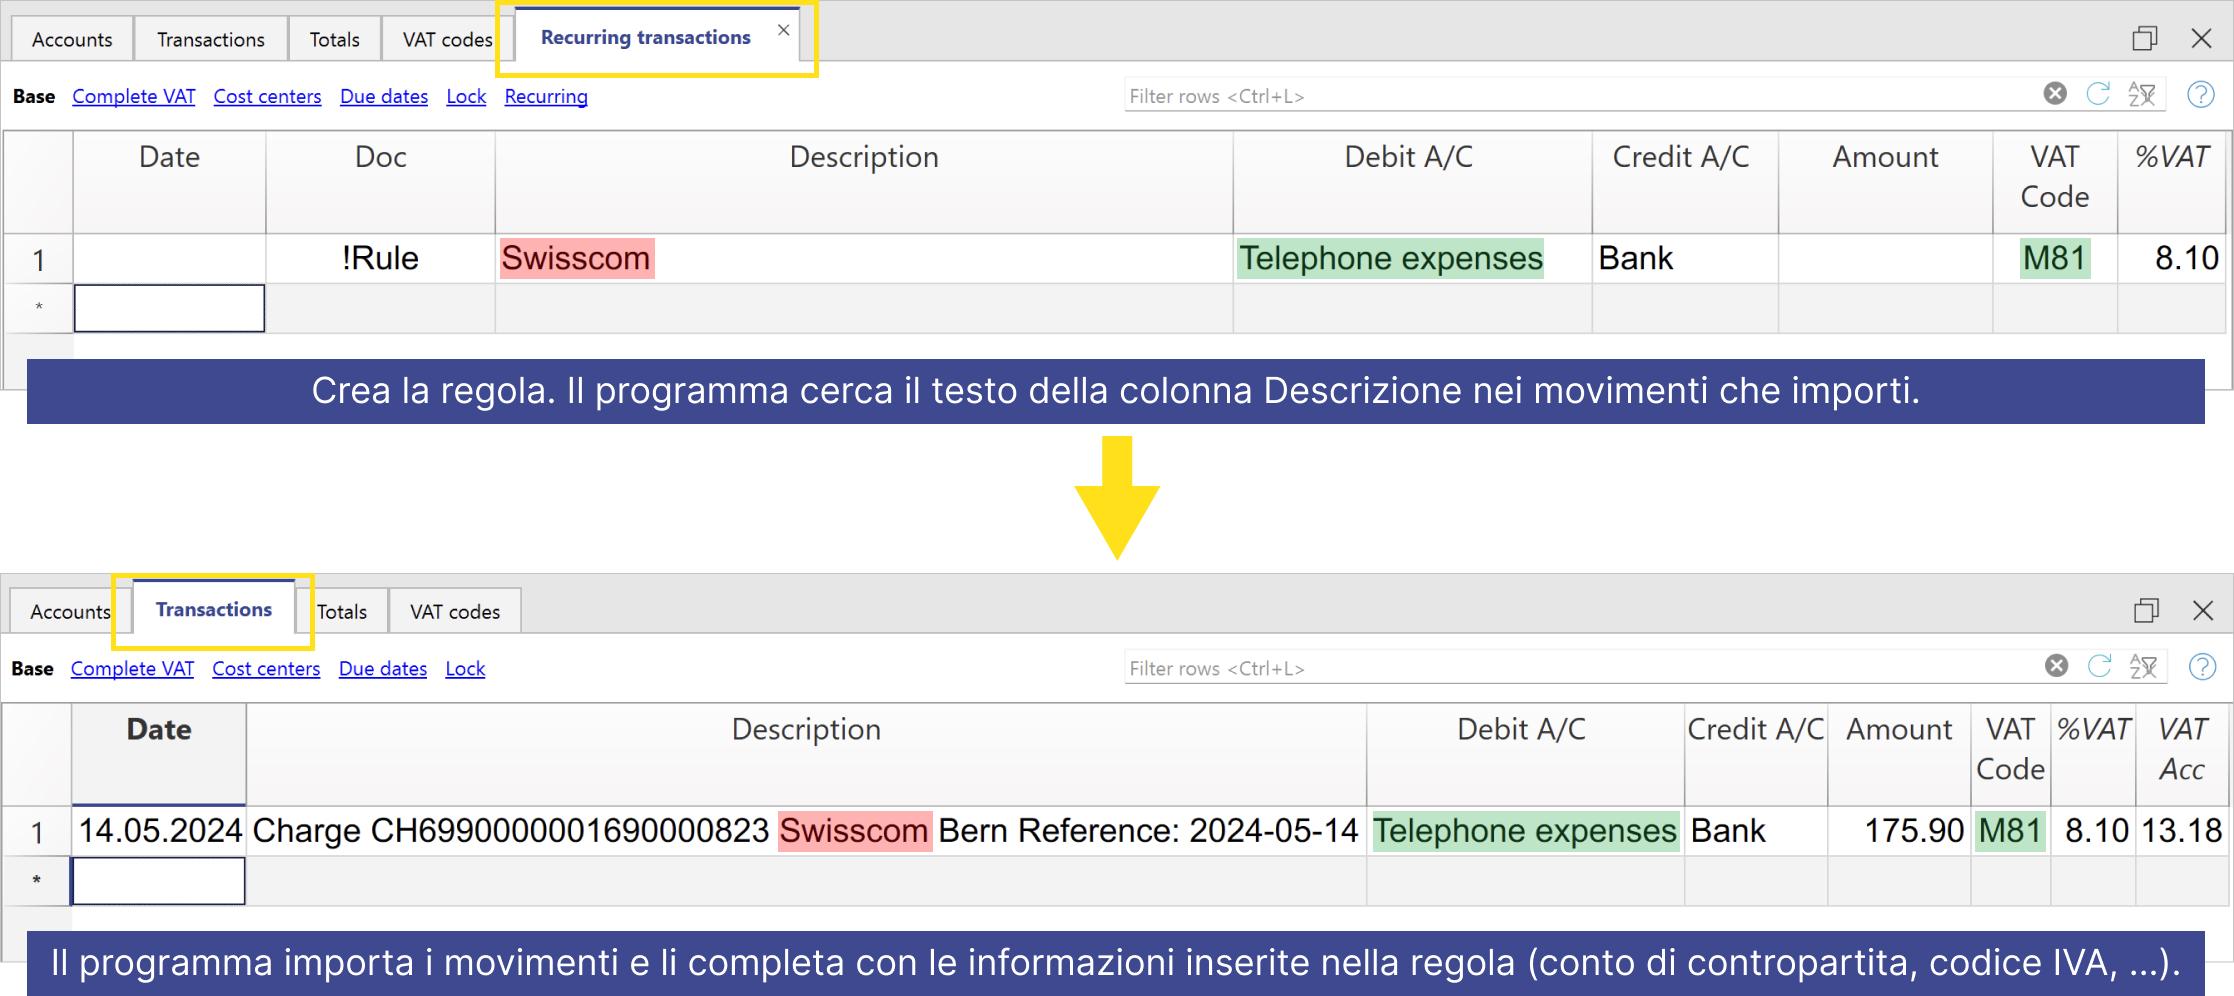 Accounts Transactions Totals VAT codes Recurring transactions
Base Complete VAT Cost centers Due dates Lock Recurring Filter rows <Ctrl+L>
Date Doc Description Debit A/C Credit A/C Amount VAT Code %VAT
1 !Rule Swisscom Telephone expenses Bank M81 8.10
*
Crea la regola. Il programma cerca il testo della colonna Descrizione nei movimenti che importi.
Accounts Transactions Totals VAT codes
Base Complete VAT Cost centers Due dates Lock Filter rows <Ctrl+L>
Date Description Debit A/C Credit A/C Amount VAT Code %VAT VAT Acc
1 14.05.2024 Charge CH6990000001690000823 Swisscom Bern Reference: 2024-05-14 Telephone expenses Bank 175.90 M81 8.10 13.18
*
Il programma importa i movimenti e li completa con le informazioni inserite nella regola (conto di contropartita, codice IVA, ...).